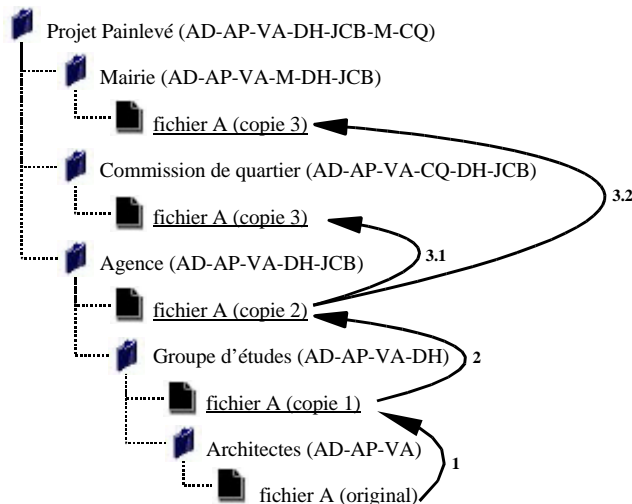 Projet Painlevé (AD-AP-VA-DH-JCB-M-CQ)
Mairie (AD-AP-VA-M-DH-JCB)
fichier A (copie 3)
Commission de quartier (AD-AP-VA-CQ-DH-JCB)
3.2
fichier A (copie 3)
3.1
Agence (AD-AP-VA-DH-JCB)
fichier A (copie 2)
Groupe d’études (AD-AP-VA-DH)
2
fichier A (copie 1)
Architectes (AD-AP-VA)
1
fichier A (original)